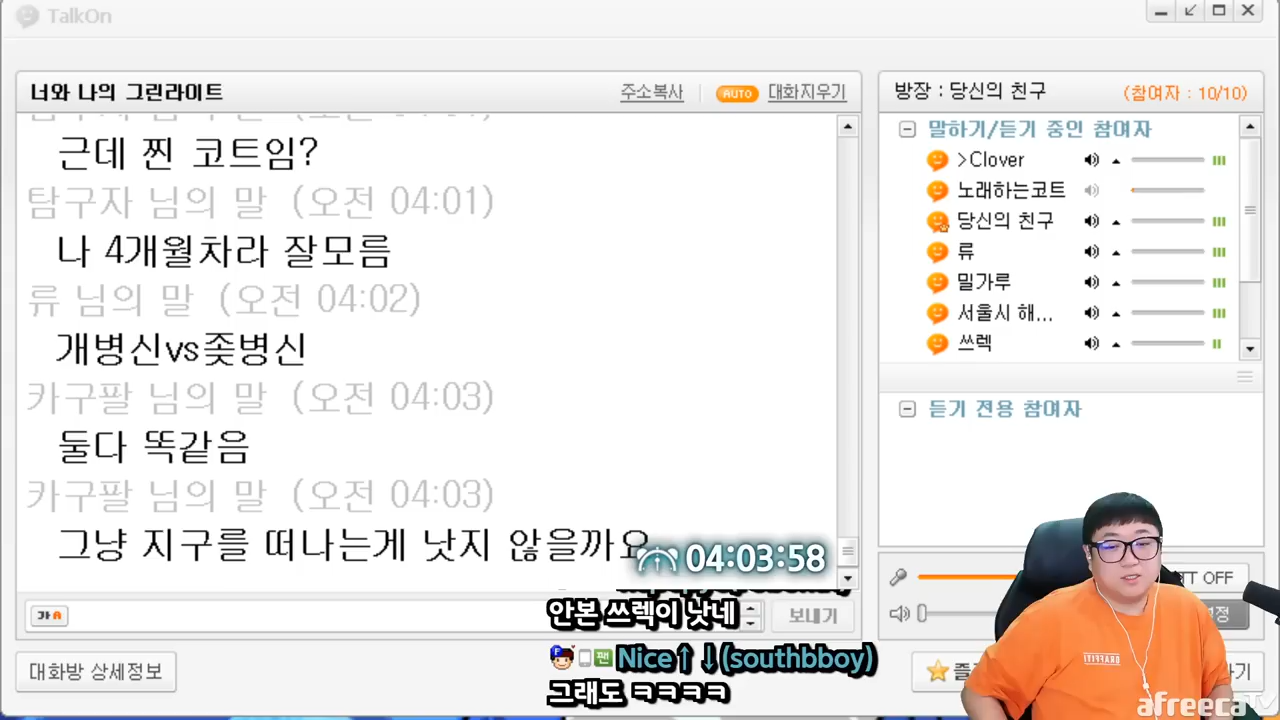 TalkOn
너와 나의 그린라이트
주소복사
AUTO
대화지우기
근데 찐 코트임?
탐구자 님의 말 (오전 04:01)
나 4개월차라 잘모름
류 님의 말 (오전 04:02)
개병신vs좆병신
카구팔 님의 말 (오전 04:03)
둘다 똑같음
카구팔 님의 말 (오전 04:03)
그냥 지구를 떠나는게 낫지 않을까요
04:03:58
안본 쓰렉이 낫네
Nice↑↓(southbboy)
그래도 ㅋㅋㅋㅋ
가
보내기
대화방 상세정보
방장 : 당신의 친구
(참여자 : 10/10)
말하기/듣기 중인 참여자
>Clover
노래하는코트
당신의 친구
류
밀가루
서울시 해...
쓰렉
듣기 전용 참여자
OFF
GRAFFITI
afreecaTV